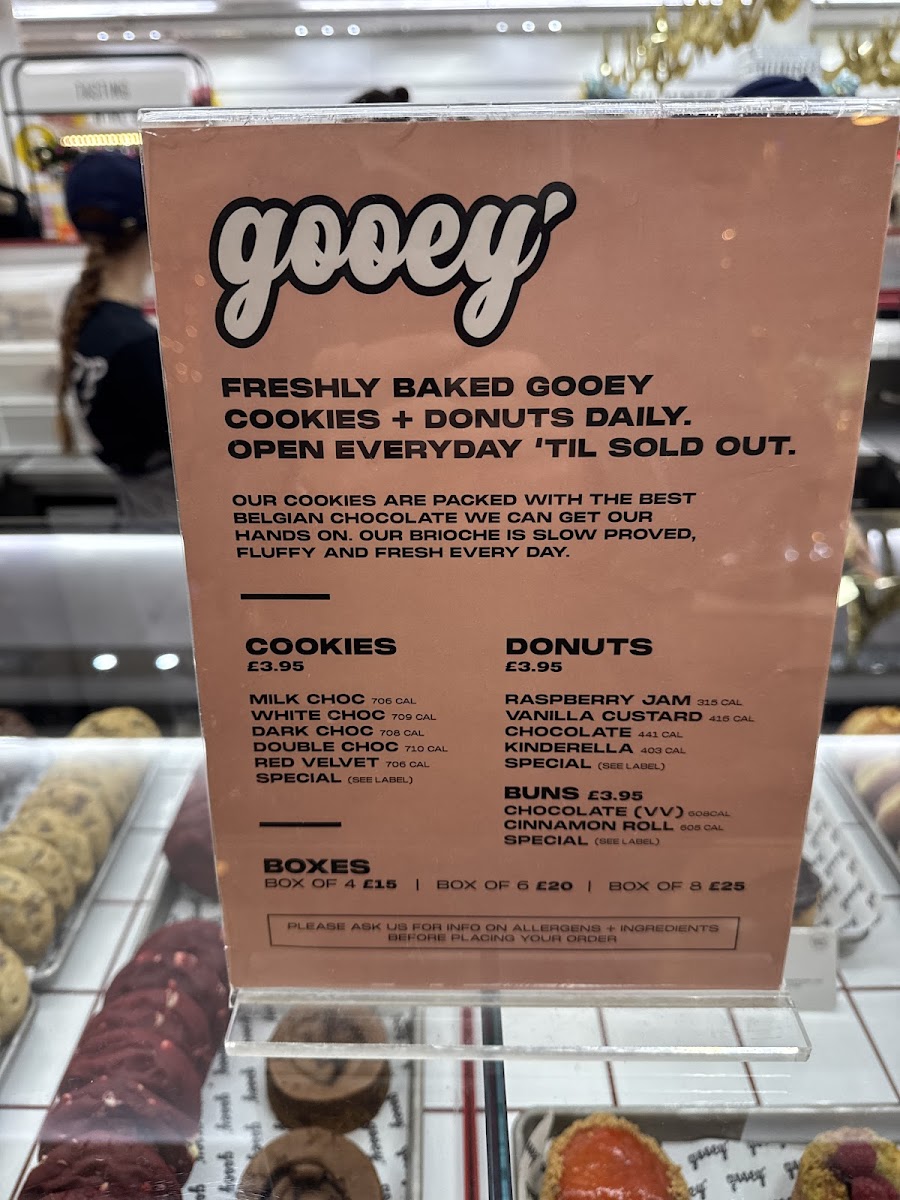 TASTING
gooey'
FRESHLY BAKED GOOEY
COOKIES + DONUTS DAILY.
OPEN EVERYDAY 'TIL SOLD OUT.
OUR COOKIES ARE PACKED WITH THE BEST
BELGIAN CHOCOLATE WE CAN GET OUR
HANDS ON. OUR BRIOCHE IS SLOW PROVED,
FLUFFY AND FRESH EVERY DAY.
COOKIES
£3.95
MILK CHOC 706 CAL
WHITE CHOC 709 CAL
DARK CHOC 708 CAL
DOUBLE CHOC 710 CAL
RED VELVET 706 CAL
SPECIAL (SEE LABEL)
DONUTS
£3.95
RASPBERRY JAM 315 CAL
VANILLA CUSTARD 415 CAL
CHOCOLATE 441 CAL
KINDERELLA 403 CAL
SPECIAL (SEE LABEL)
BUNS £3.95
CHOCOLATE (VV) 608CAL
CINNAMON ROLL 605 CAL
SPECIAL (SEE LABEL)
BOXES
BOX OF 4 £15 | BOX OF 6 £20 | BOX OF 8 £25
PLEASE ASK US FOR INFO ON ALLERGENS + INGREDIENTS
BEFORE PLACING YOUR ORDER
gooey'
gooey'
gooey'